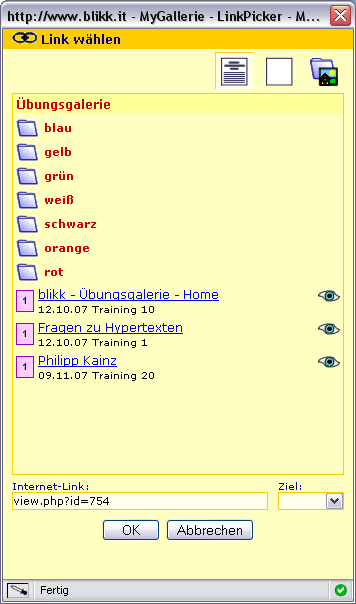 http://www.blikk.it - MyGallerie - LinkPicker - M...
Link wählen
Übungsgalerie
blau
gelb
grün
weiß
schwarz
orange
rot
1 blikk - Übungsgalerie - Home
12.10.07 Training 10
1 Fragen zu Hypertexten
12.10.07 Training 1
1 Philipp Kainz
09.11.07 Training 20
Internet-Link: Ziel:
view.php?id=754
OK Abbrechen
Fertig